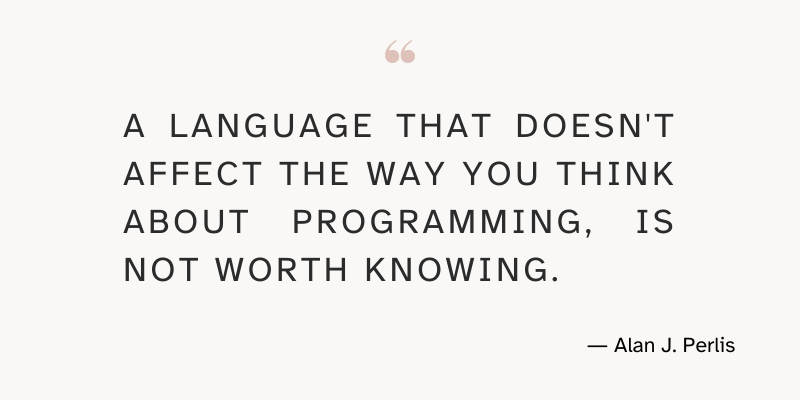 “
A LANGUAGE THAT DOESN'T
AFFECT THE WAY YOU THINK
ABOUT PROGRAMMING, IS
NOT WORTH KNOWING.
— Alan J. Perlis